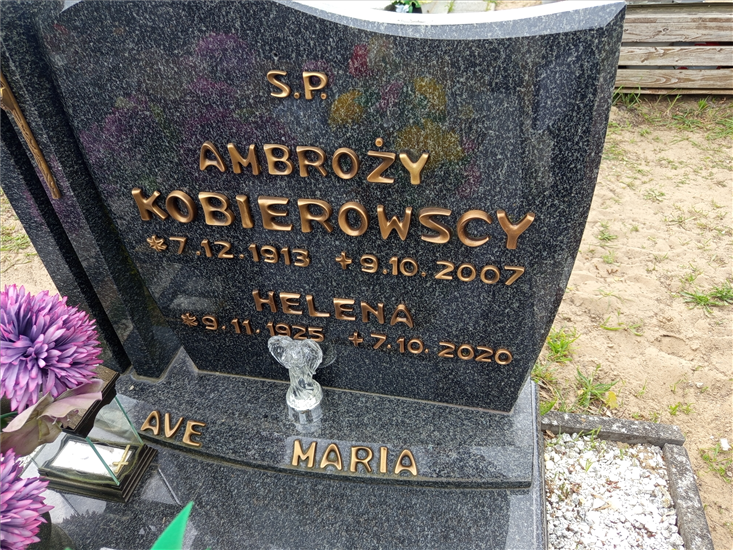 S.P.
AMBROŻY
KOBIEROWSCY
*7.12.1913 +9.10.2007
HELENA
*9.11.1925 +7.10.2020
AVE MARIA